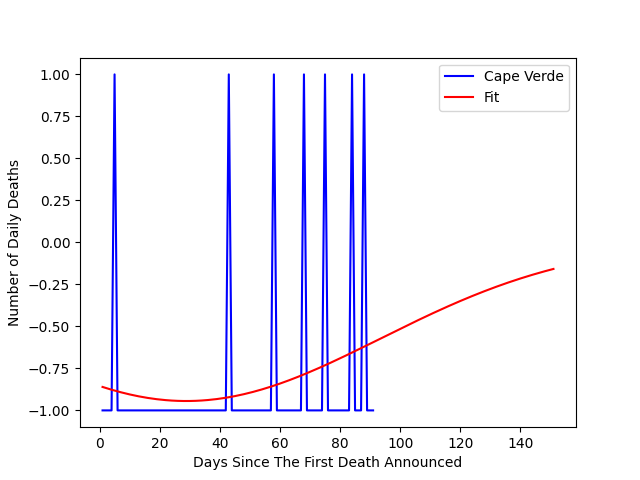 Cape Verde
Fit
1.00
0.75
0.50
0.25
0.00
−0.25
−0.50
−0.75
−1.00
Number of Daily Deaths
0 20 40 60 80 100 120 140
Days Since The First Death Announced